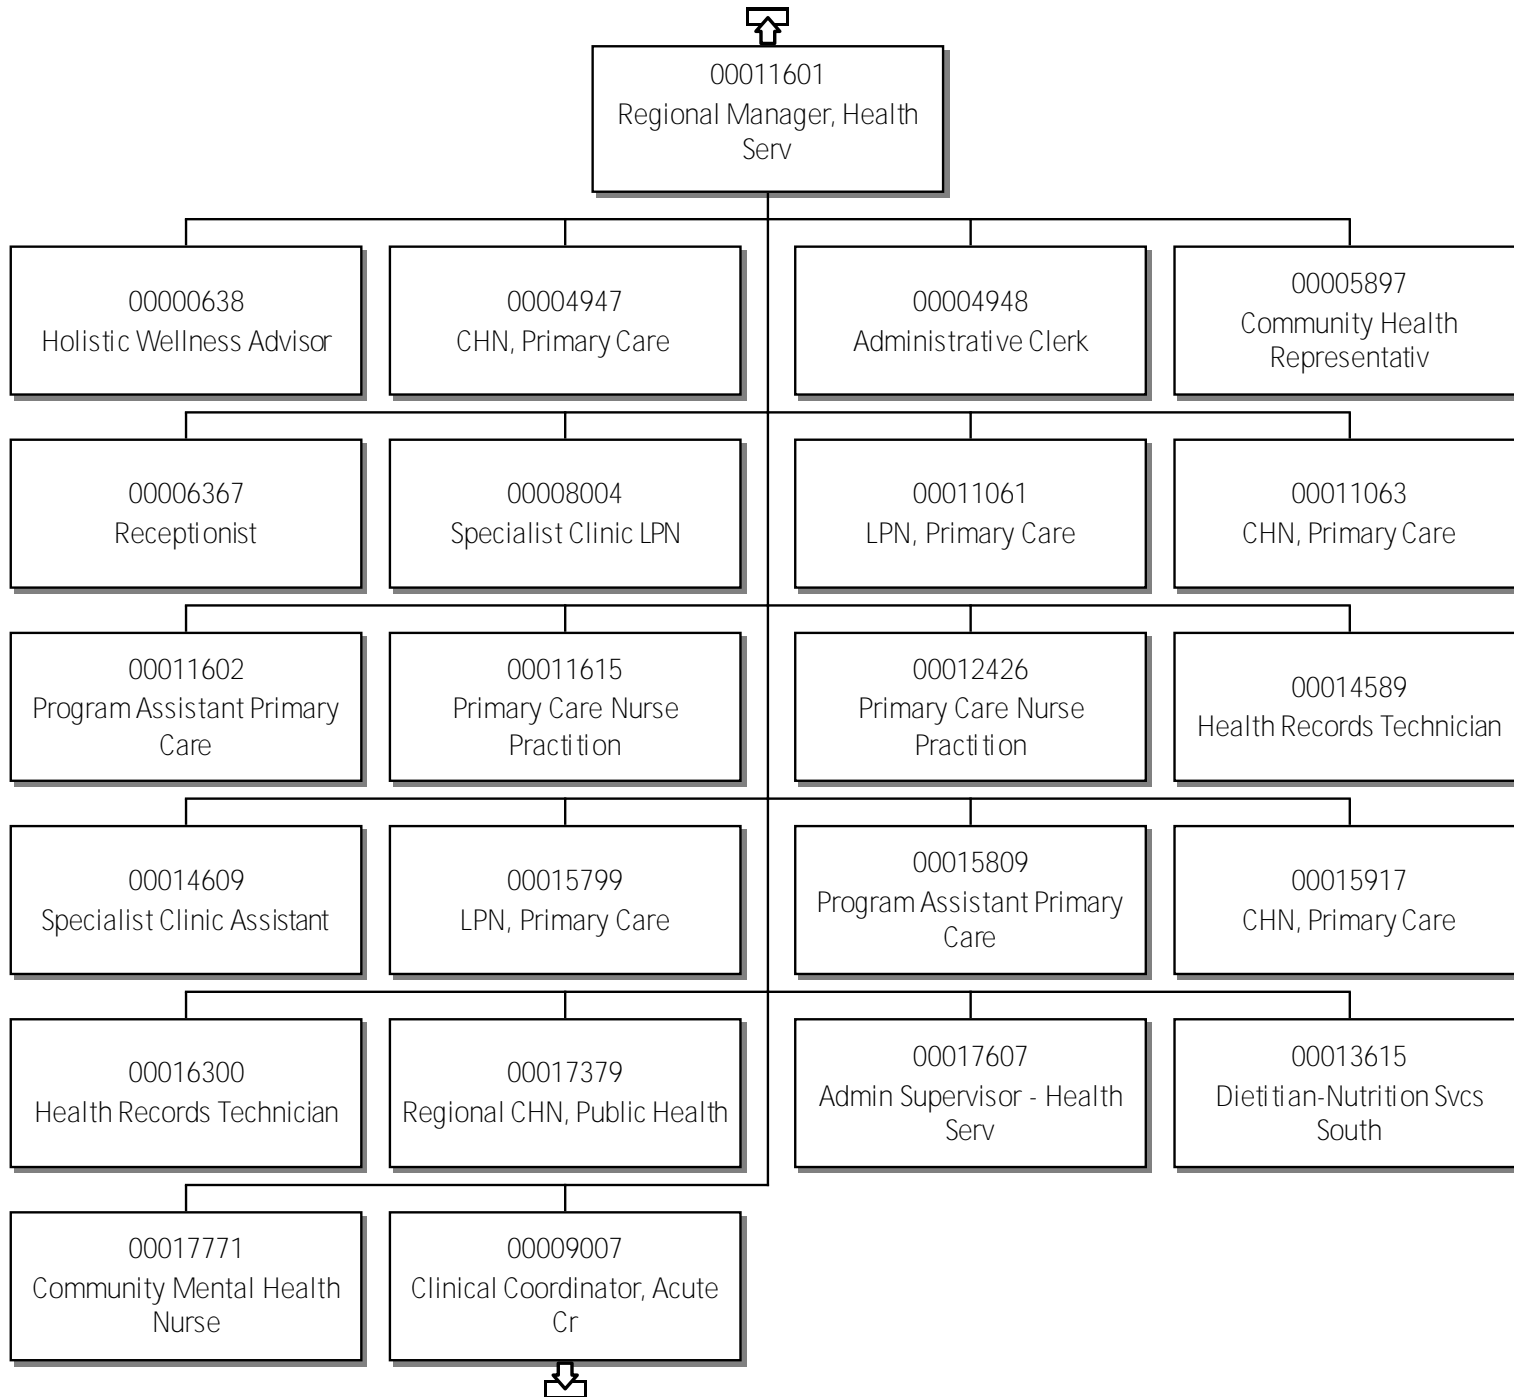 00011601
Regional Manager, Health
Serv
00000638
Holistic Wellness Advisor
00004947
CHN, Primary Care
00004948
Administrative Clerk
00005897
Community Health
Representativ
00006367
Receptionist
00008004
Specialist Clinic LPN
00011061
LPN, Primary Care
00011063
CHN, Primary Care
00011602
Program Assistant Primary
Care
00011615
Primary Care Nurse
Practition
00012426
Primary Care Nurse
Practition
00014589
Health Records Technician
00014609
Specialist Clinic Assistant
00015799
LPN, Primary Care
00015809
Program Assistant Primary
Care
00015917
CHN, Primary Care
00016300
Health Records Technician
00017379
Regional CHN, Public Health
00017607
Admin Supervisor - Health
Serv
00013615
Dietitian-Nutrition Svcs
South
00017771
Community Mental Health
Nurse
00009007
Clinical Coordinator, Acute
Cr